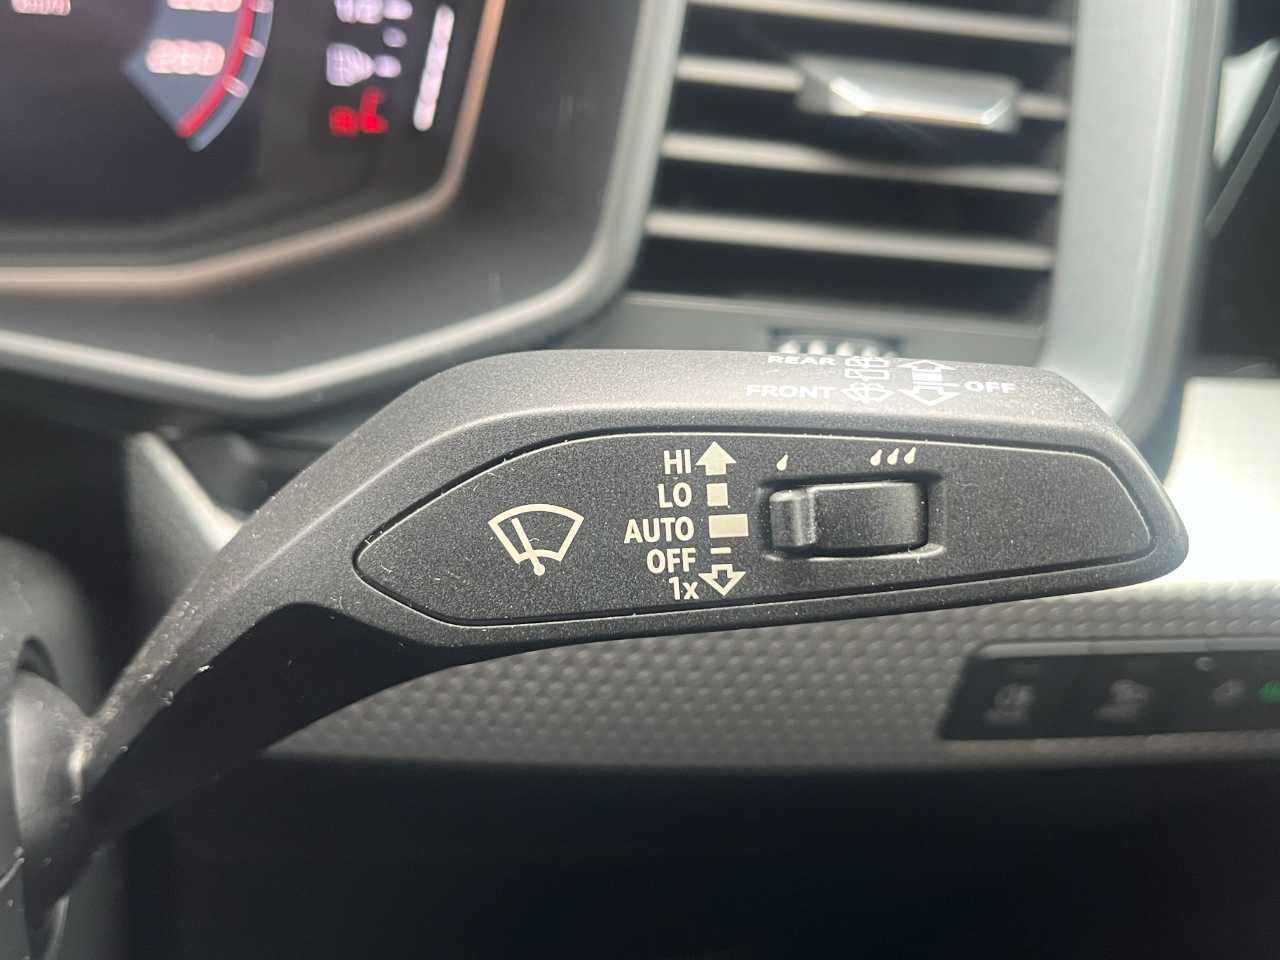 REAR
FRONT OFF
HI
LO
AUTO
OFF
1x